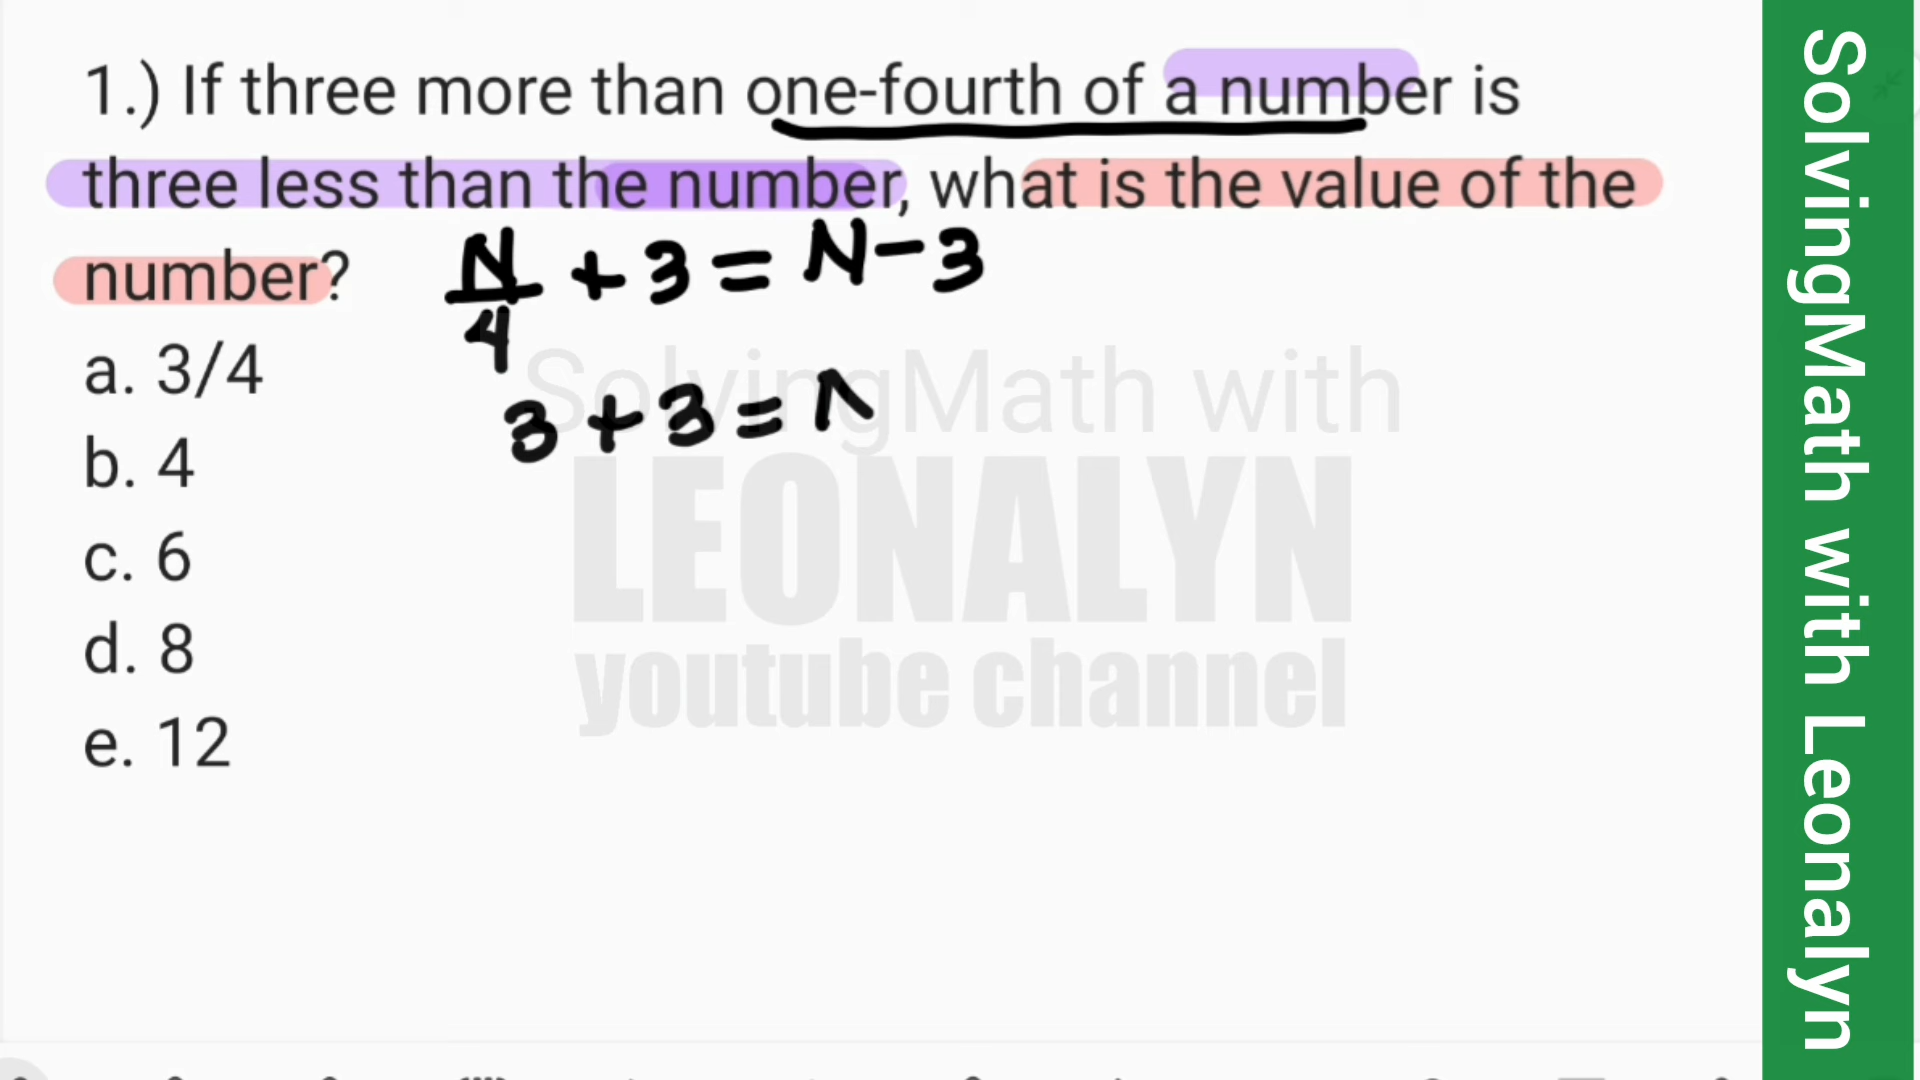 1.) If three more than one-fourth of a number is
three less than the number, what is the value of the
number?
N/4 + 3 = N - 3
3 + 3 =
a. 3/4
b. 4
c. 6
d. 8
e. 12
SolvingMath with
LEONALYN
youtube channel
SolvingMath with Leonalyn